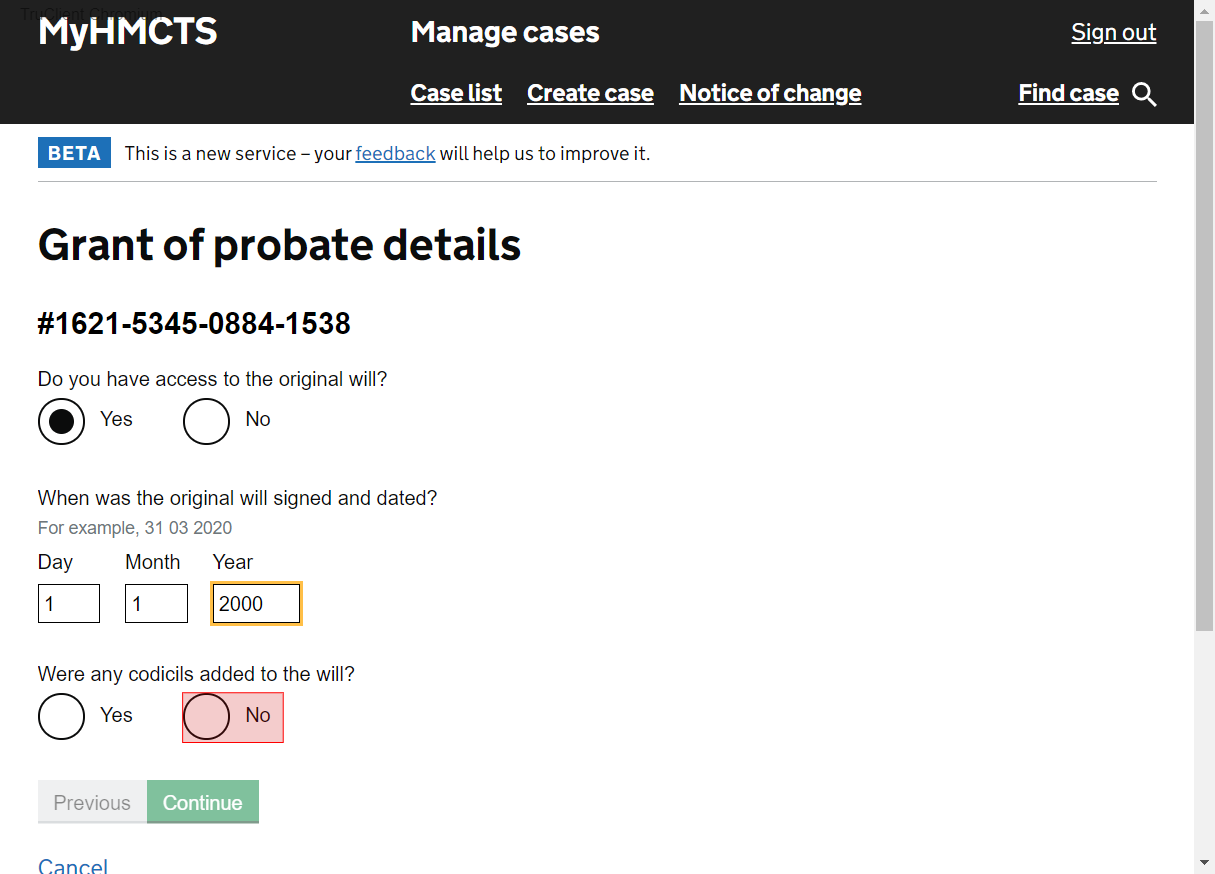 TruClient Chromium
MyHMCTS
Manage cases
Sign out
Case list Create case Notice of change Find case
BETA This is a new service – your feedback will help us to improve it.
Grant of probate details
#1621-5345-0884-1538
Do you have access to the original will?
Yes No
When was the original will signed and dated?
For example, 31 03 2020
Day Month Year
1 1 2000
Were any codicils added to the will?
Yes No
Previous Continue
Cancel